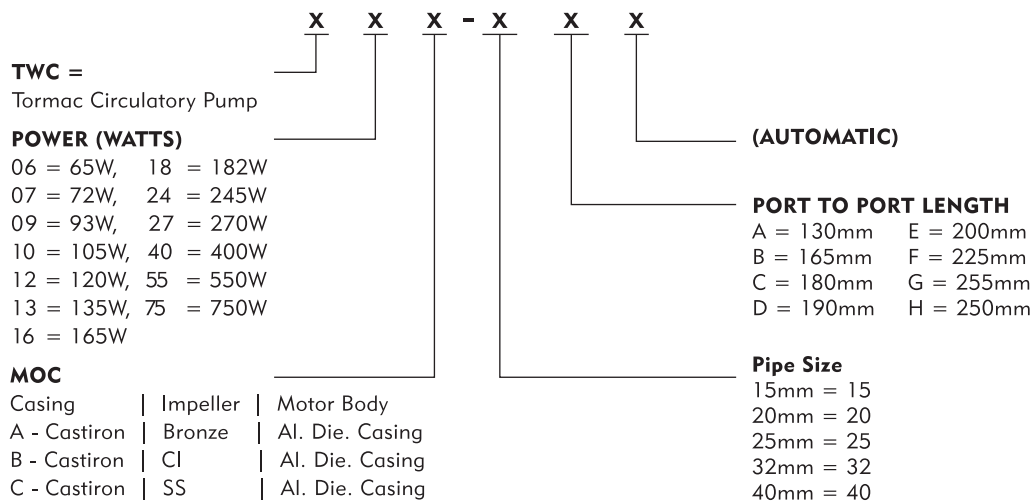 X X X - X X X
TWC =
Tormac Circulatory Pump
POWER (WATTS)
06 = 65W, 18 = 182W
07 = 72W, 24 = 245W
09 = 93W, 27 = 270W
10 = 105W, 40 = 400W
12 = 120W, 55 = 550W
13 = 135W, 75 = 750W
16 = 165W
MOC
Casing | Impeller | Motor Body
A - Castiron | Bronze | Al. Die. Casing
B - Castiron | CI | Al. Die. Casing
C - Castiron | SS | Al. Die. Casing
(AUTOMATIC)
PORT TO PORT LENGTH
A = 130mm E = 200mm
B = 165mm F = 225mm
C = 180mm G = 255mm
D = 190mm H = 250mm
Pipe Size
15mm = 15
20mm = 20
25mm = 25
32mm = 32
40mm = 40